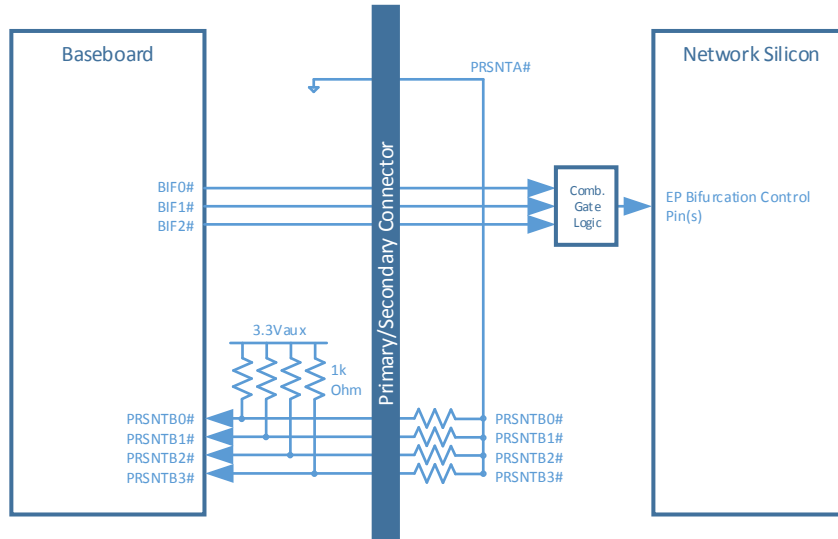 Baseboard
Network Silicon
PRSNTA#
Primary/Secondary Connector
BIF0#
BIF1#
BIF2#
Comb.
Gate
Logic
EP Bifurcation Control
Pin(s)
3.3Vaux
1k
Ohm
PRSNTB0#
PRSNTB1#
PRSNTB2#
PRSNTB3#
PRSNTB0#
PRSNTB1#
PRSNTB2#
PRSNTB3#